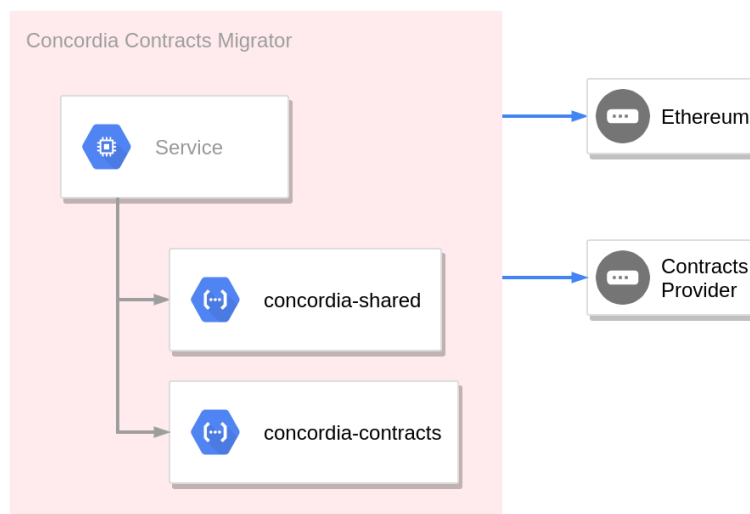 Concordia Contracts Migrator
Service
concordia-shared
concordia-contracts
Ethereum
Contracts
Provider